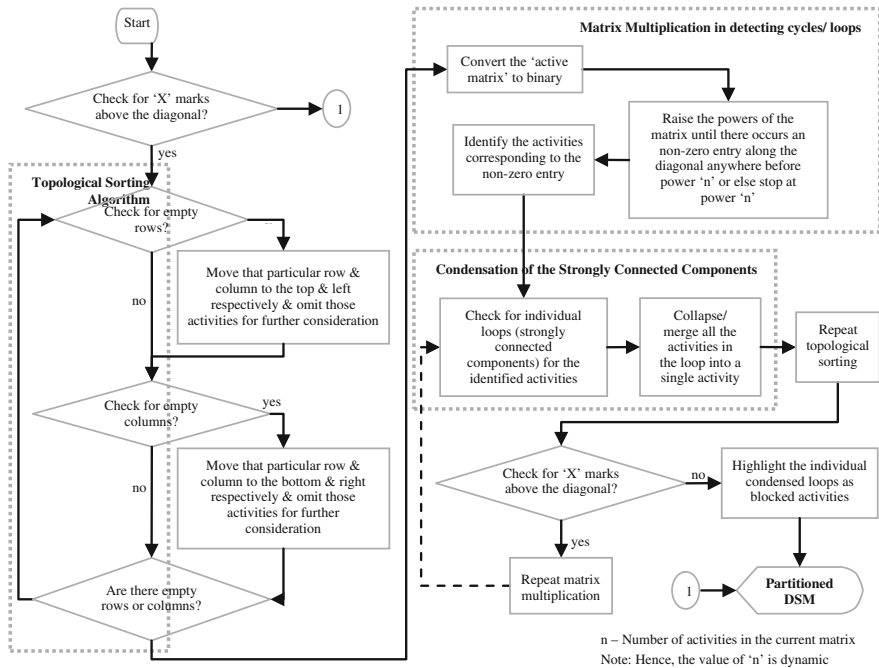 Start
Check for ‘X’ marks
above the diagonal?
1
yes
Topological Sorting
Algorithm
Check for empty
rows?
no
Move that particular row &
column to the top & left
respectively & omit those
activities for further consideration
Check for empty
columns?
yes
no
Move that particular row &
column to the bottom & right
respectively & omit those
activities for further
consideration
Are there empty
rows or columns?
Matrix Multiplication in detecting cycles/ loops
Convert the ‘active
matrix’ to binary
Raise the powers of the
matrix until there occurs an
non-zero entry along the
diagonal anywhere before
power ‘n’ or else stop at
power ‘n’
Identify the activities
corresponding to the
non-zero entry
Condensation of the Strongly Connected Components
Check for individual
loops (strongly
connected
components) for the
identified activities
Collapse/
merge all the
activities in
the loop into a
single activity
Repeat
topological
sorting
Check for ‘X’ marks
above the diagonal?
no
Highlight the individual
condensed loops as
blocked activities
yes
Repeat matrix
multiplication
1
Partitioned
DSM
n – Number of activities in the current matrix
Note: Hence, the value of ‘n’ is dynamic